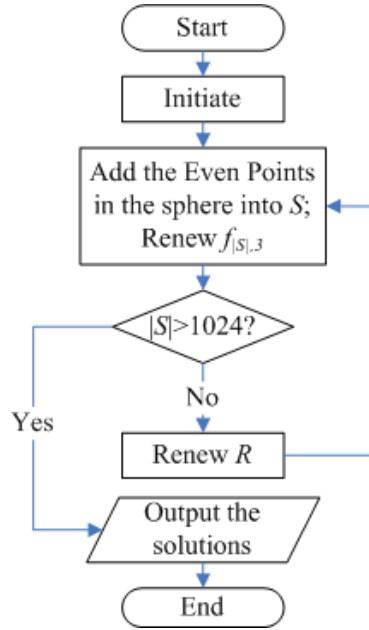 Start
Initiate
Add the Even Points
in the sphere into S;
Renew f|S|,3
|S|>1024?
Yes
No
Renew R
Output the
solutions
End